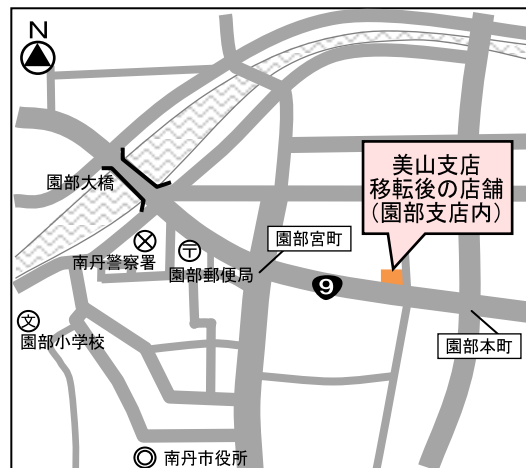 N
美山支店
移転後の店舗
(園部支店内)
園部大橋
園部宮町
南丹警察署
〒
園部郵便局
9
文
園部小学校
園部本町
南丹市役所